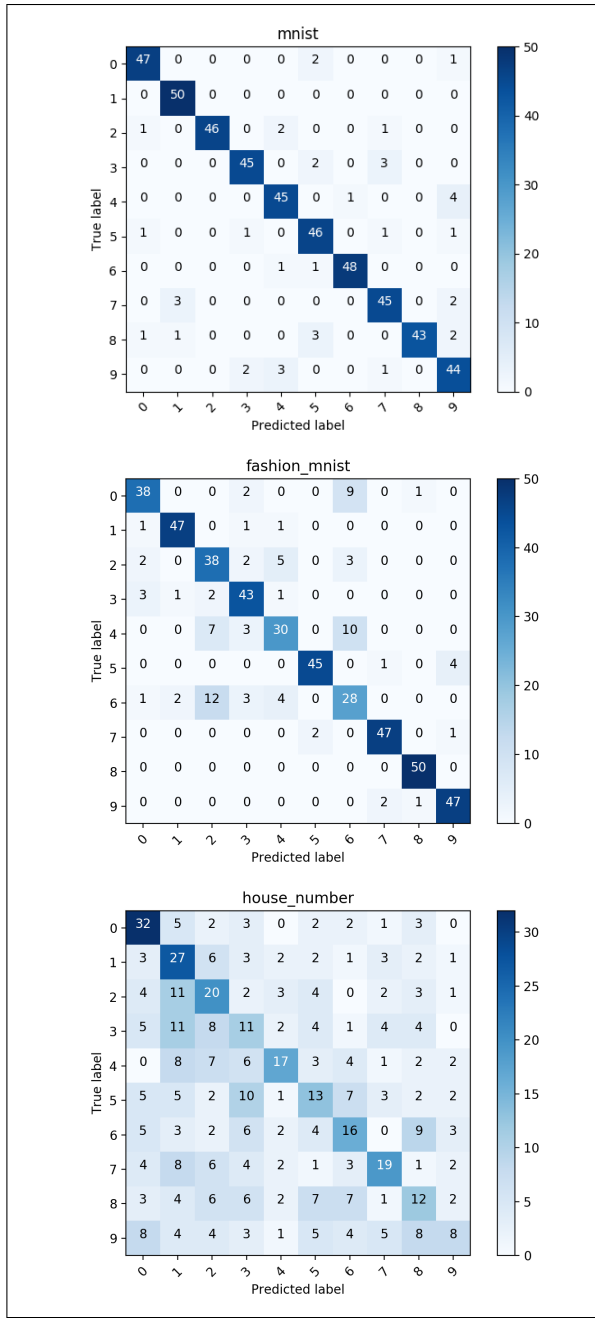 mnist
0 47 0 0 0 0 2 0 0 0 1 50
1 0 50 0 0 0 0 0 0 0 0
2 1 0 46 0 2 0 0 1 0 0 40
3 0 0 0 45 0 2 0 3 0 0
4 0 0 0 0 45 0 1 0 0 4 30
True label
5 1 0 0 1 0 46 0 1 0 1 20
6 0 0 0 0 1 1 48 0 0 0
7 0 3 0 0 0 0 0 45 0 2 10
8 1 1 0 0 0 3 0 0 43 2
9 0 0 0 2 3 0 0 1 0 44 0
0 1 2 3 4 5 6 7 8 9
Predicted label
fashion_mnist
0 38 0 0 2 0 0 9 0 1 0 50
1 1 47 0 1 1 0 0 0 0 0
2 2 0 38 2 5 0 3 0 0 0 40
3 3 1 2 43 1 0 0 0 0 0
4 0 0 7 3 30 0 10 0 0 0 30
True label
5 0 0 0 0 0 45 0 1 0 4 20
6 1 2 12 3 4 0 28 0 0 0
7 0 0 0 0 0 2 0 47 0 1 10
8 0 0 0 0 0 0 0 0 50 0
9 0 0 0 0 0 0 0 2 1 47 0
0 1 2 3 4 5 6 7 8 9
Predicted label
house_number
0 32 5 2 3 0 2 2 1 3 0 30
1 3 27 6 3 2 2 1 3 2 1
2 4 11 20 2 3 4 0 2 3 1 25
3 5 11 8 11 2 4 1 4 4 0 20
4 0 8 7 6 17 3 4 1 2 2
True label
5 5 5 2 10 1 13 7 3 2 2 15
6 5 3 2 6 2 4 16 0 9 3 10
7 4 8 6 4 2 1 3 19 1 2
8 3 4 6 6 2 7 7 1 12 2 5
9 8 4 4 3 1 5 4 5 8 8 0
0 1 2 3 4 5 6 7 8 9
Predicted label